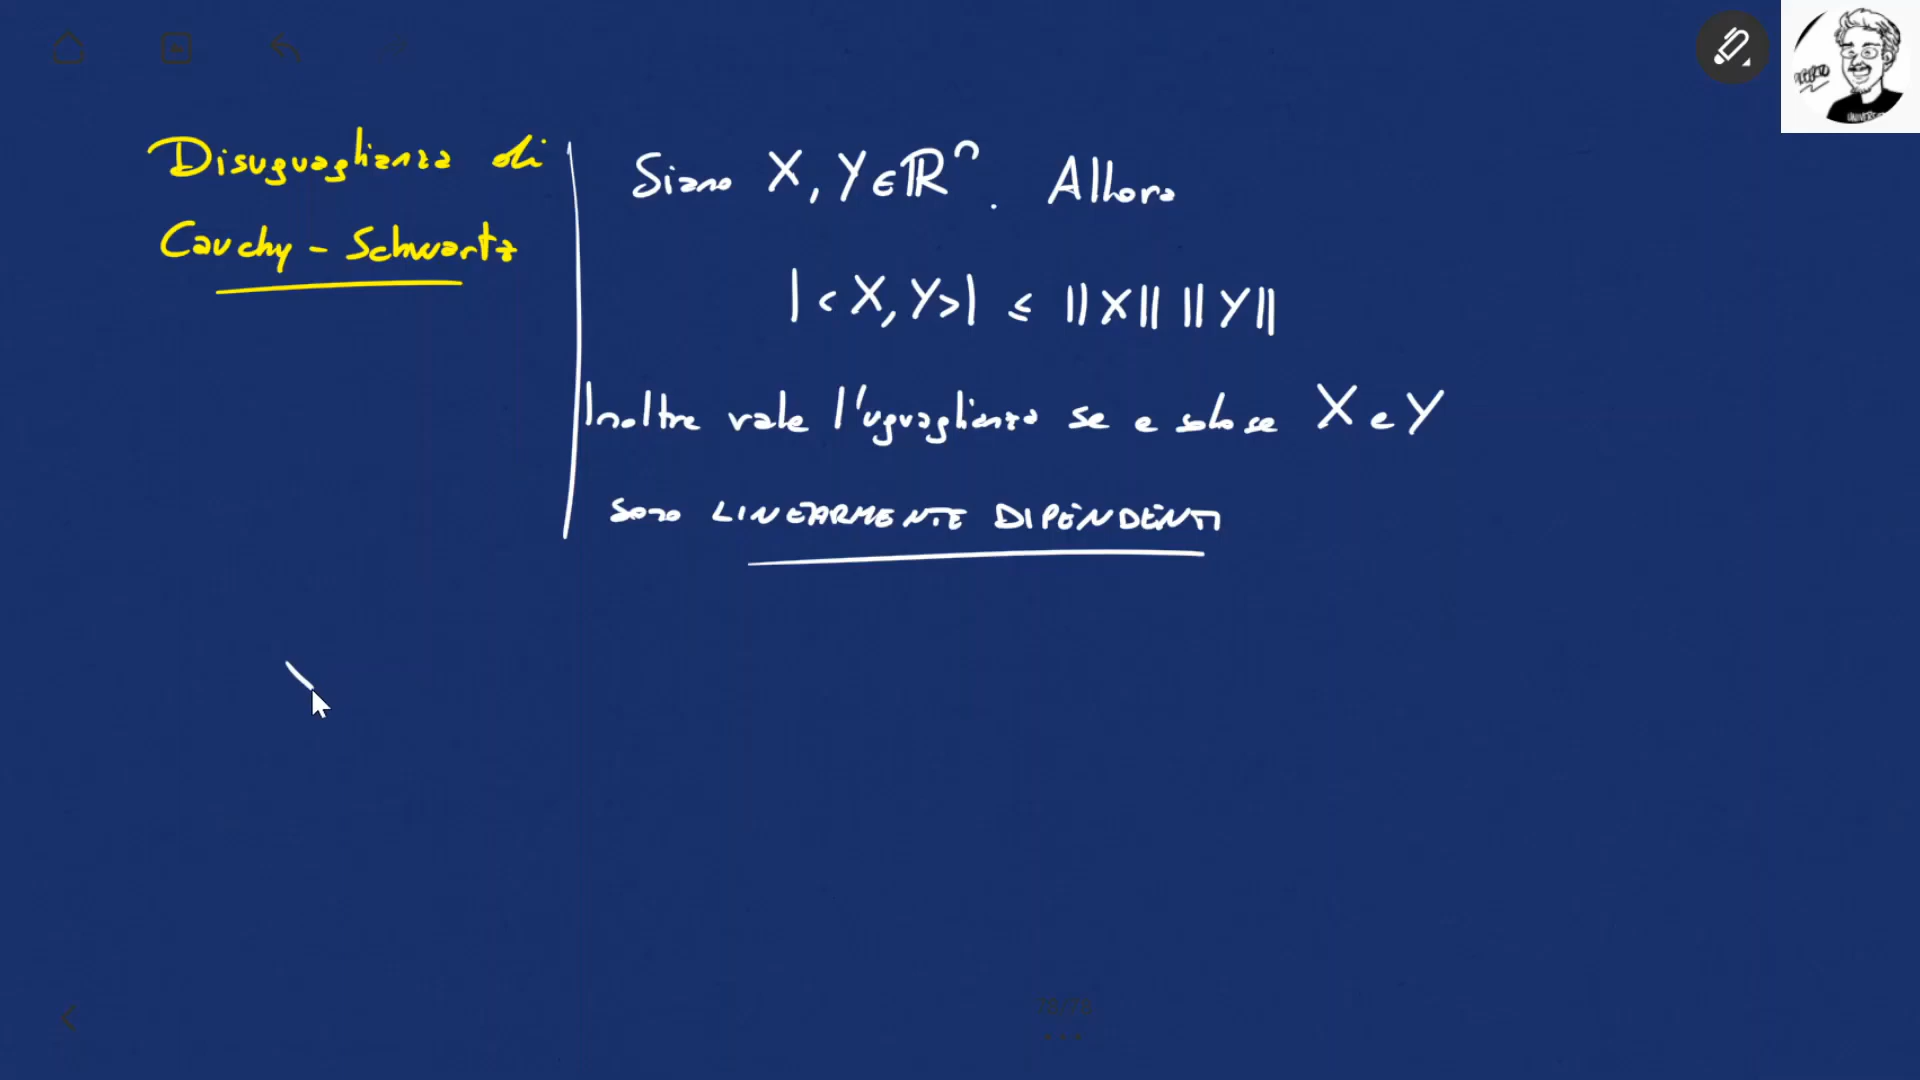 Disuguaglianza di
Cauchy - Schwartz
Siano X, Y ∈ ℝⁿ. Allora
|<X, Y>| ≤ ||X|| ||Y||
Inoltre vale l'uguaglianza se e solo se X e Y
sono LINEARMENTE DIPENDENTI